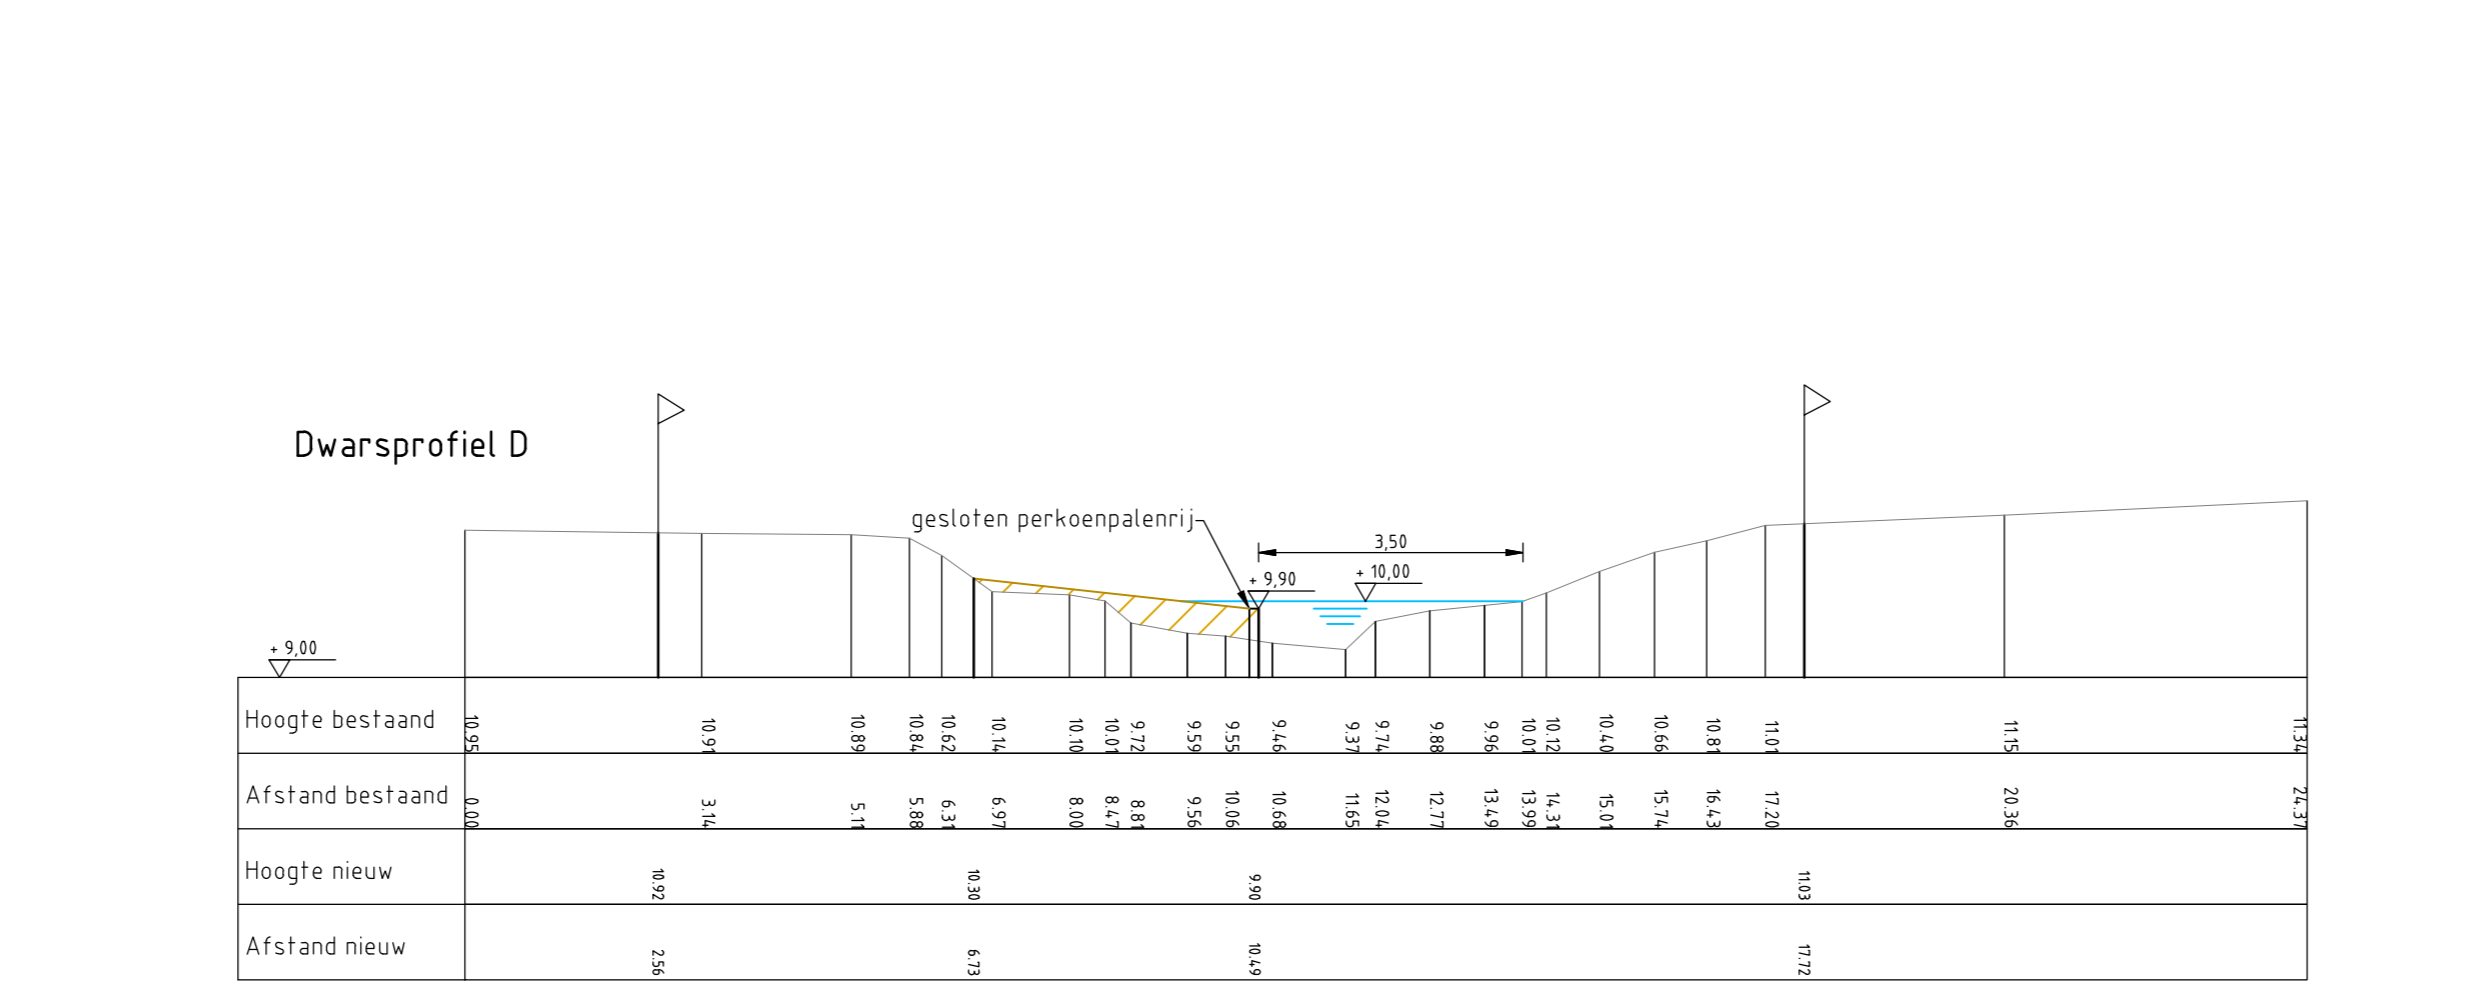 Dwarsprofiel D
gesloten perkoenpalenrij
3,50
+ 9,90
+ 10,00
+ 9,00
Hoogte bestaand 10.95 10.91 10.89 10.84 10.62 10.14 10.10 10.01 9.72 9.59 9.55 9.46 9.37 9.74 9.88 9.96 10.01 10.12 10.40 10.66 10.81 11.01 11.15 11.34
Afstand bestaand 0.00 3.14 5.11 5.88 6.31 6.97 8.00 8.47 8.81 9.56 10.06 10.68 11.65 12.04 12.77 13.49 13.99 14.31 15.01 15.74 16.43 17.20 20.36 24.37
Hoogte nieuw 10.92 10.30 9.90 11.03
Afstand nieuw 2.56 6.73 10.49 17.72